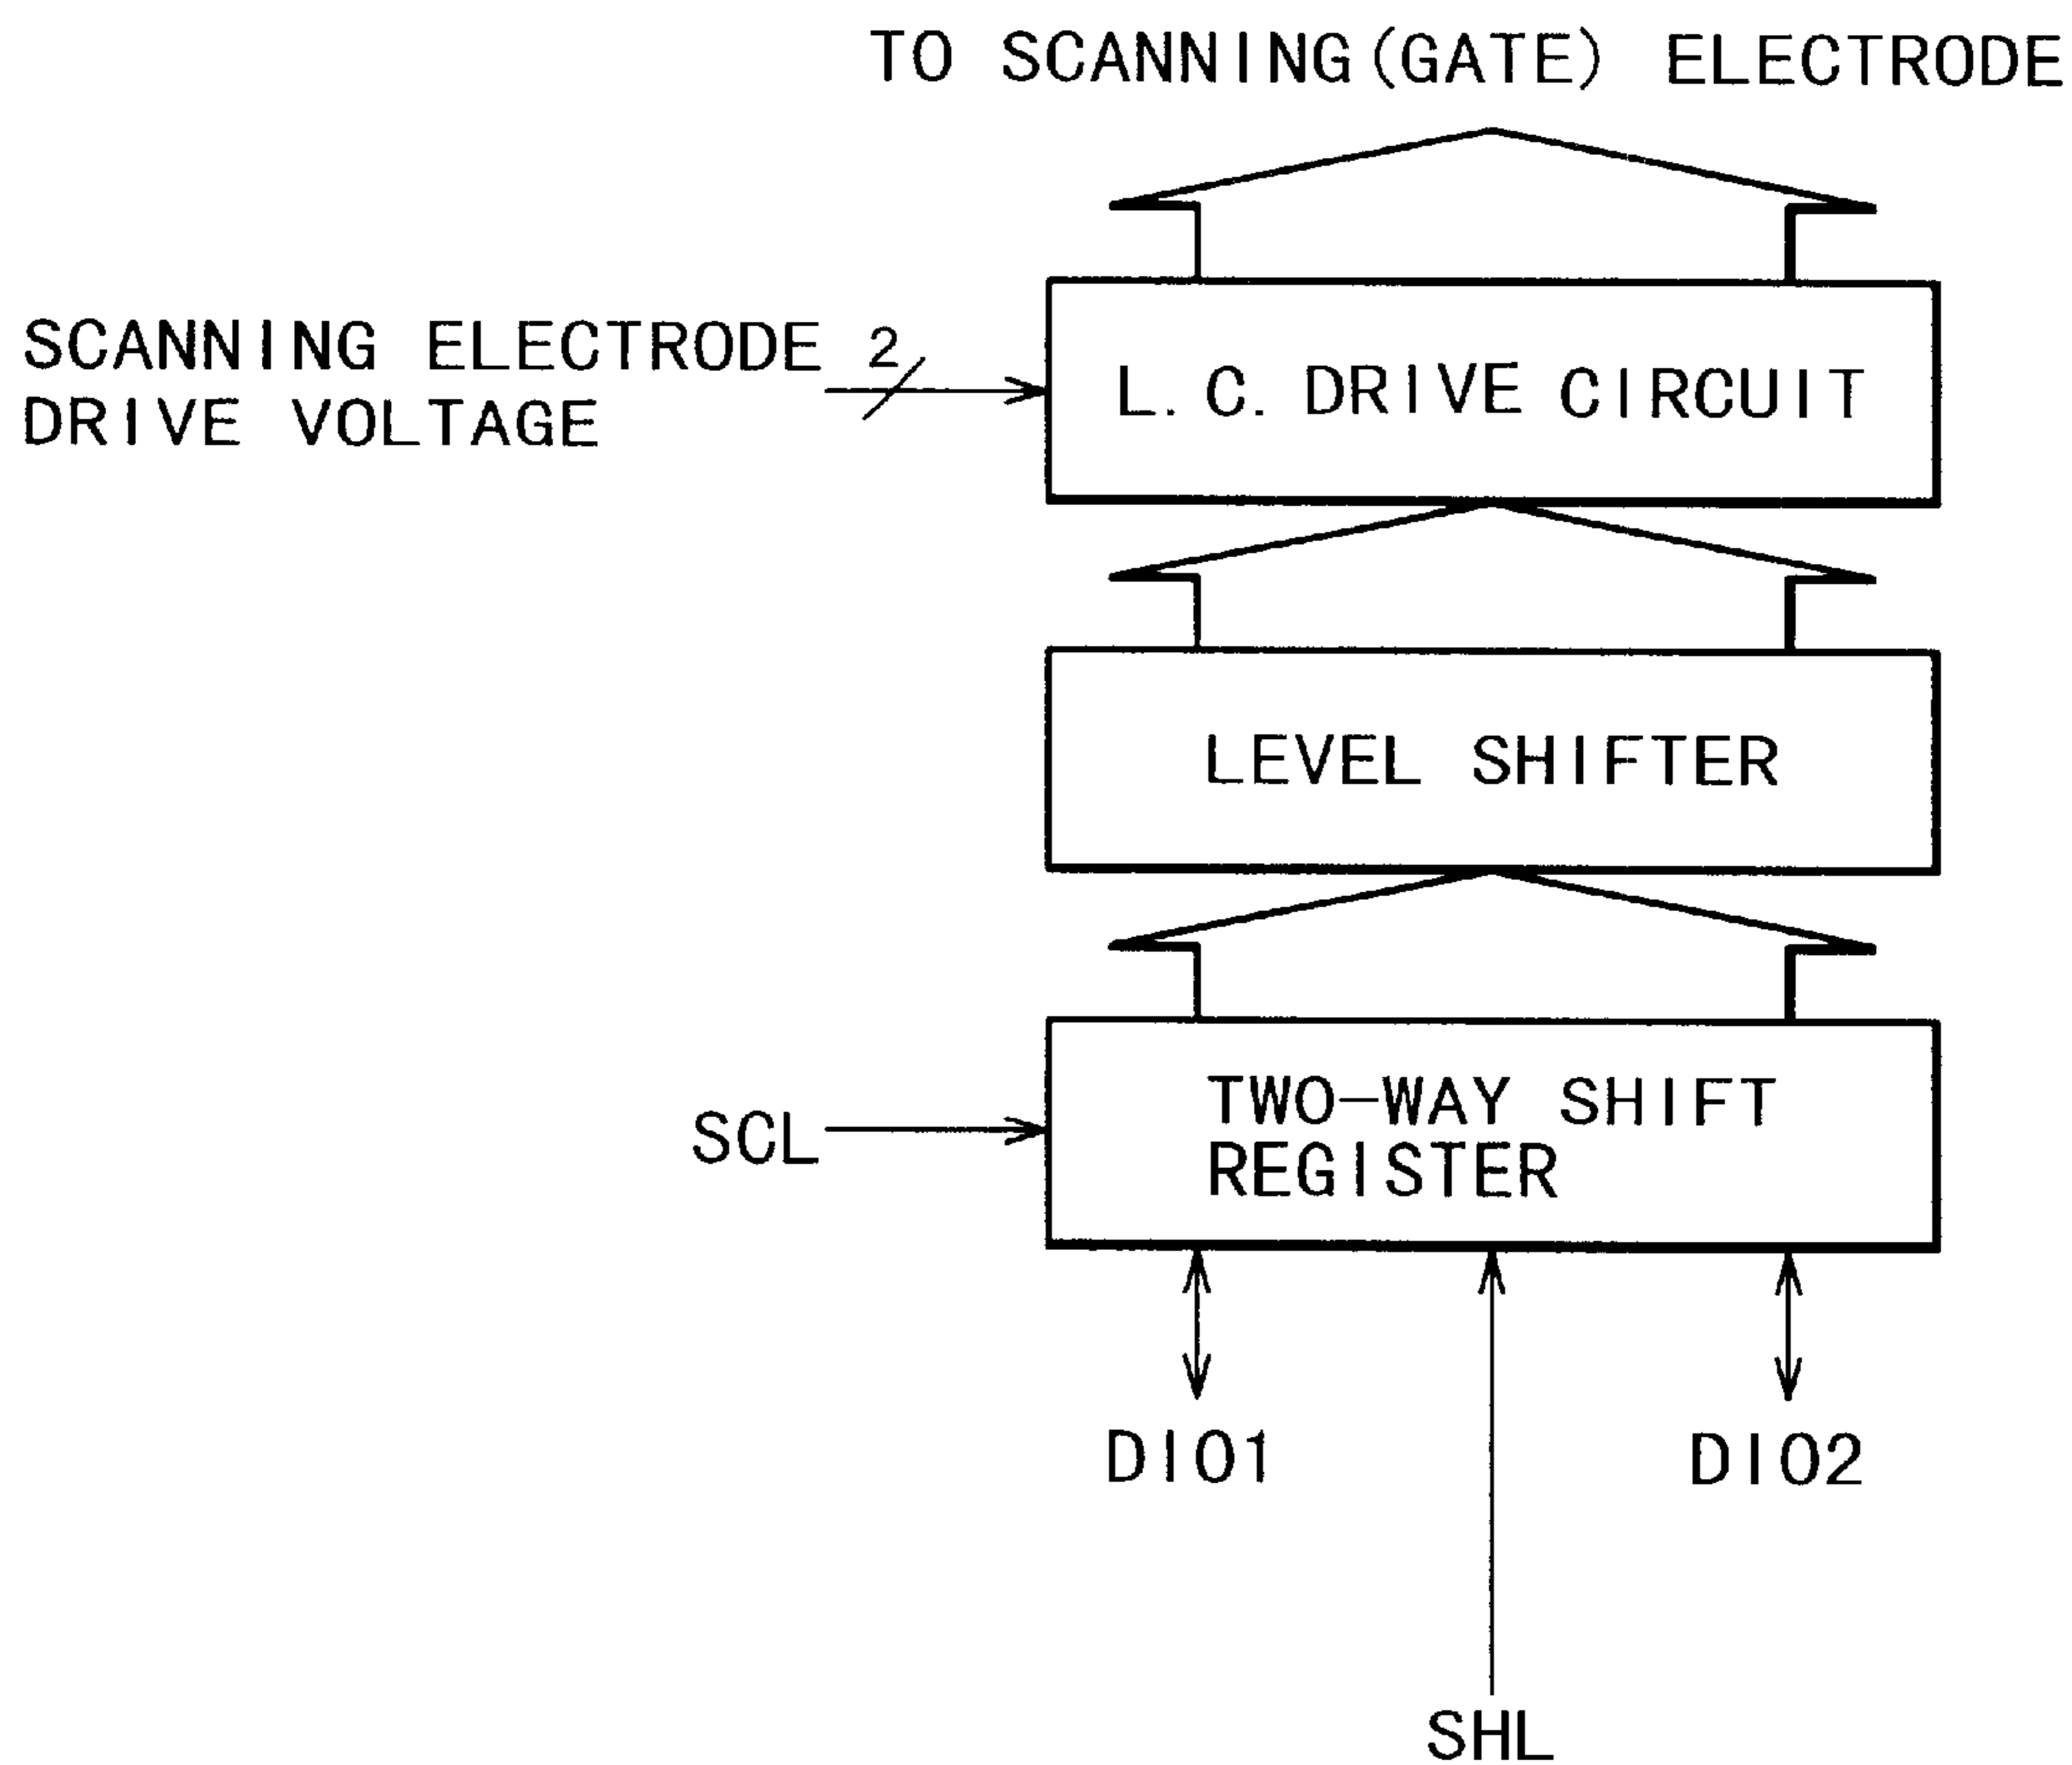 TO SCANNING(GATE) ELECTRODE
SCANNING ELECTRODE
DRIVE VOLTAGE
2
L. C. DRIVE CIRCUIT
LEVEL SHIFTER
SCL
TWO-WAY SHIFT
REGISTER
DIO1
DIO2
SHL